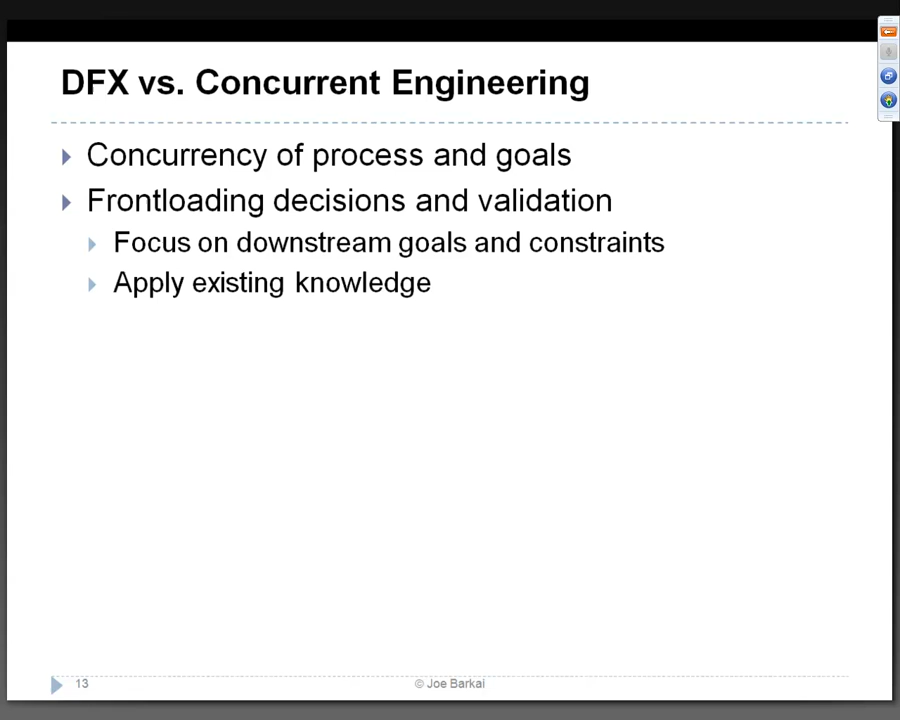 DFX vs. Concurrent Engineering
Concurrency of process and goals
Frontloading decisions and validation
Focus on downstream goals and constraints
Apply existing knowledge
13
© Joe Barkai